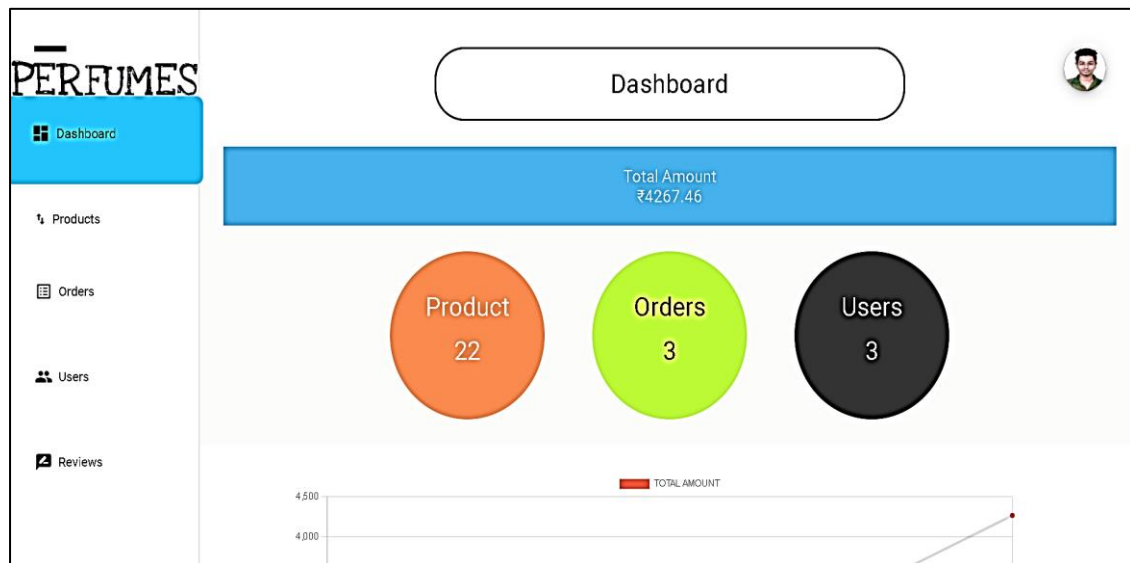 PERFUMES
Dashboard
Products
Orders
Users
Reviews
Dashboard
Total Amount
₹4267.46
Product
22
Orders
3
Users
3
TOTAL AMOUNT
4,500
4,000